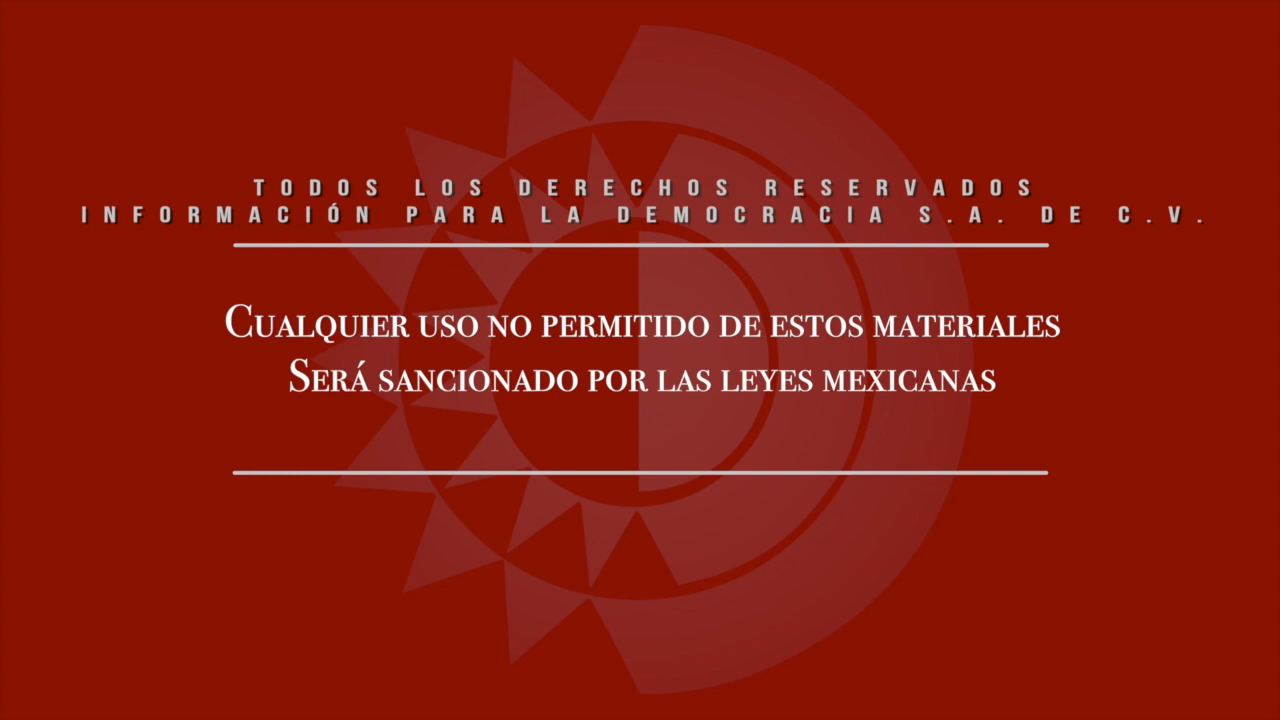 TODOS LOS DERECHOS RESERVADOS
INFORMACIÓN PARA LA DEMOCRACIA S.A. DE C.V.
CUALQUIER USO NO PERMITIDO DE ESTOS MATERIALES
SERÁ SANCIONADO POR LAS LEYES MEXICANAS